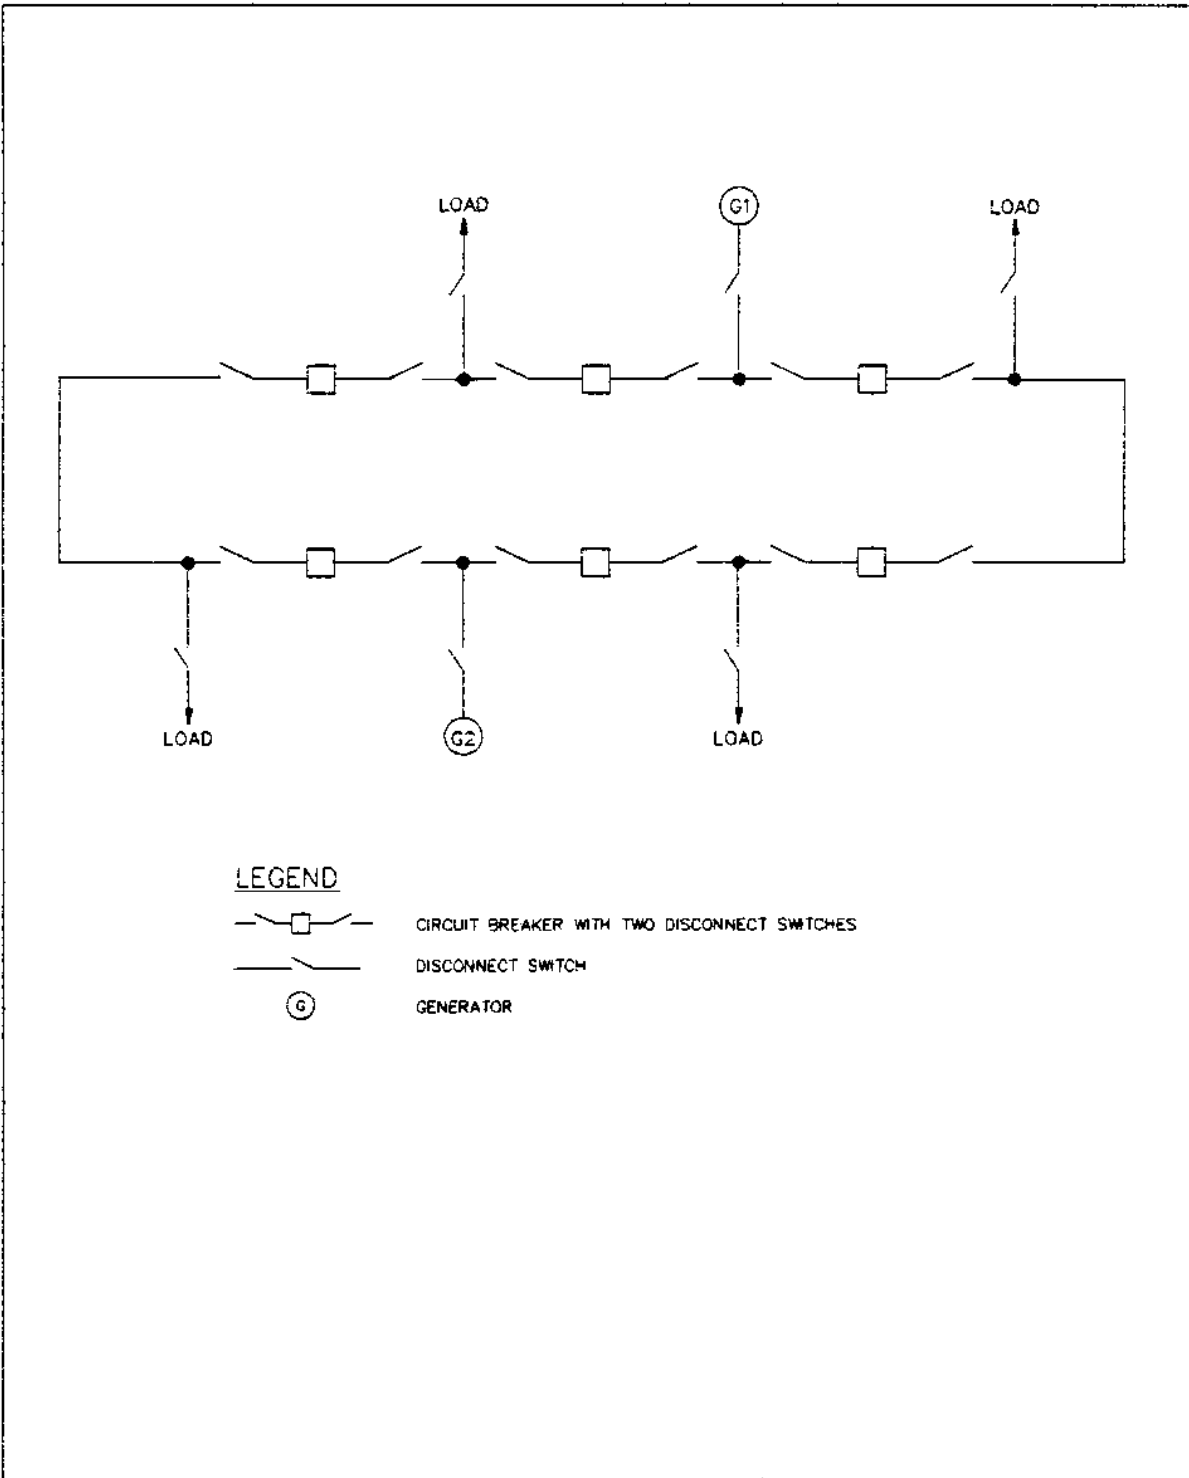 LOAD
G1
LOAD
LOAD
G2
LOAD
LEGEND
CIRCUIT BREAKER WITH TWO DISCONNECT SWITCHES
DISCONNECT SWITCH
G
GENERATOR